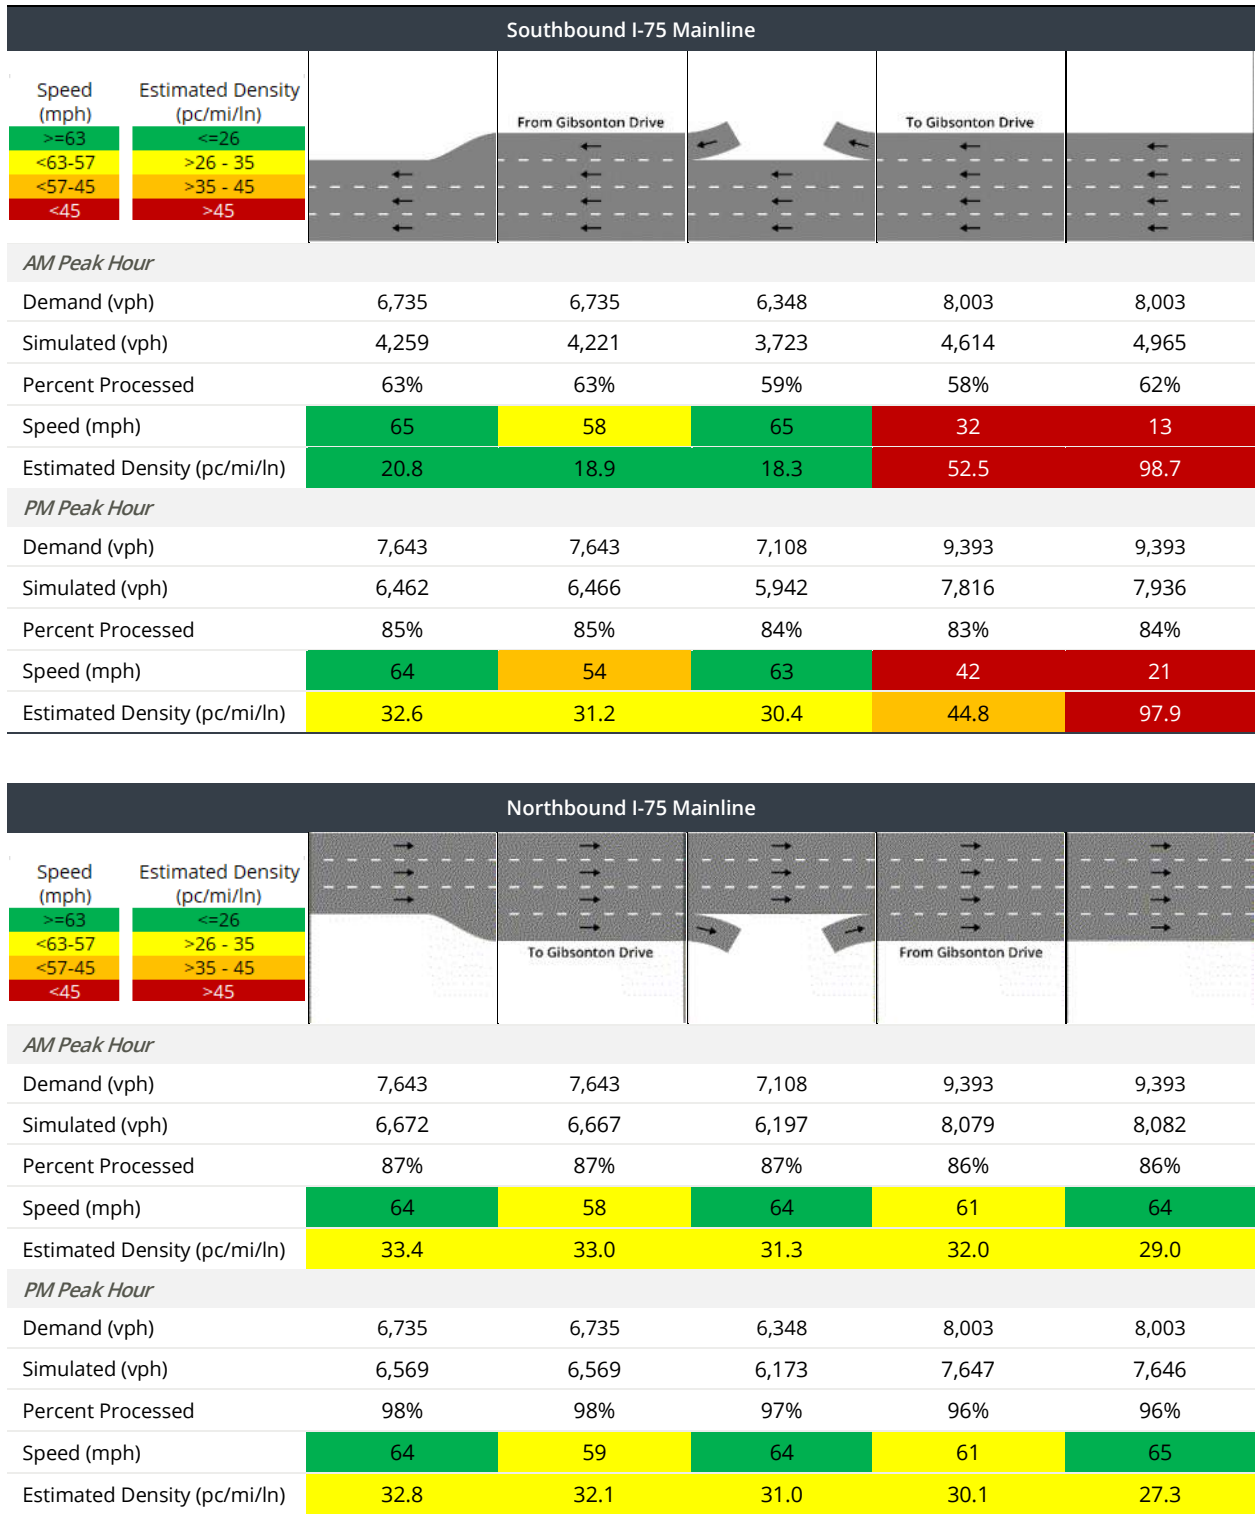 Southbound I-75 Mainline
Speed (mph) Estimated Density (pc/mi/ln)
>=63 <=26
<63-57 >26 - 35
<57-45 >35 - 45
<45 >45
From Gibsonton Drive To Gibsonton Drive
AM Peak Hour
Demand (vph) 6,735 6,735 6,348 8,003 8,003
Simulated (vph) 4,259 4,221 3,723 4,614 4,965
Percent Processed 63% 63% 59% 58% 62%
Speed (mph) 65 58 65 32 13
Estimated Density (pc/mi/ln) 20.8 18.9 18.3 52.5 98.7
PM Peak Hour
Demand (vph) 7,643 7,643 7,108 9,393 9,393
Simulated (vph) 6,462 6,466 5,942 7,816 7,936
Percent Processed 85% 85% 84% 83% 84%
Speed (mph) 64 54 63 42 21
Estimated Density (pc/mi/ln) 32.6 31.2 30.4 44.8 97.9
Northbound I-75 Mainline
Speed (mph) Estimated Density (pc/mi/ln)
>=63 <=26
<63-57 >26 - 35
<57-45 >35 - 45
<45 >45
To Gibsonton Drive From Gibsonton Drive
AM Peak Hour
Demand (vph) 7,643 7,643 7,108 9,393 9,393
Simulated (vph) 6,672 6,667 6,197 8,079 8,082
Percent Processed 87% 87% 87% 86% 86%
Speed (mph) 64 58 64 61 64
Estimated Density (pc/mi/ln) 33.4 33.0 31.3 32.0 29.0
PM Peak Hour
Demand (vph) 6,735 6,735 6,348 8,003 8,003
Simulated (vph) 6,569 6,569 6,173 7,647 7,646
Percent Processed 98% 98% 97% 96% 96%
Speed (mph) 64 59 64 61 65
Estimated Density (pc/mi/ln) 32.8 32.1 31.0 30.1 27.3